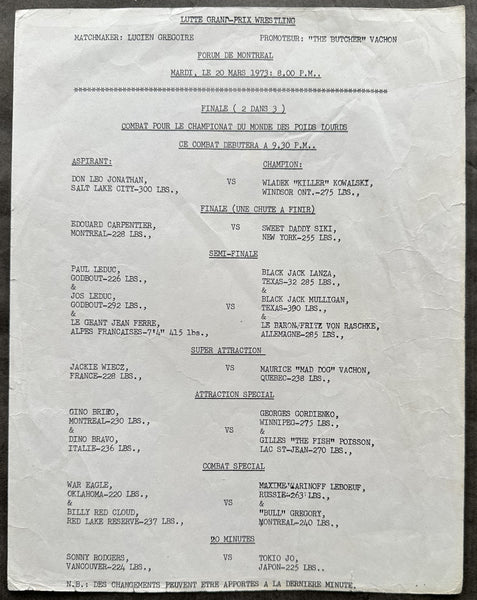 LUTTE GRAND-PRIX WRESTLING
MATCHMAKER: LUCIEN GREGOIRE PROMOTEUR: "THE BUTCHER" VACHON
FORUM DE MONTREAL
MARDI, LE 20 MARS 1973: 8.00 P.M..
FINALE ( 2 DANS 3 )
COMBAT POUR LE CHAMPIONAT DU MONDE DES POIDS LOURDS
CE COMBAT DEBUTERA A 9.30 P.M..
ASPIRANT: CHAMPION:
DON LEO JONATHAN, VS WLADEK "KILLER" KOWALSKI,
SALT LAKE CITY-300 LBS., WINDSOR ONT.-275 LBS.,
FINALE (UNE CHUTE A FINIR)
EDOUARD CARPENTIER, VS SWEET DADDY SIKI,
MONTREAL-228 LBS., NEW-YORK-255 LBS.,
SEMI-FINALE
PAUL LEDUC, BLACK JACK LANZA,
GODBOUT-226 LBS., TEXAS-32 285 LBS.,
& &
JOS LEDUC, BLACK JACK MULLIGAN,
GODBOUT-292 LBS., VS TEXAS-390 LBS.,
& &
LE GEANT JEAN FERRE, LE BARON/FRITZ VON RASCHKE,
ALPES FRANCAISES-7'4" 415 lbs., ALLEMAGNE-285 LBS.,
SUPER ATTRACTION
JACKIE WIECZ, VS MAURICE "MAD DOG" VACHON,
FRANCE-228 LBS., QUEBEC-238 LBS.,
ATTRACTION SPECIAL
GINO BRITO, GEORGES GORDIENKO,
MONTREAL-230 LBS., WINNIPEG-275 LBS.,
& VS &
DINO BRAVO, GILLES "THE FISH" POISSON,
ITALIE-236 LBS., LAC ST-JEAN-270 LBS.,
COMBAT SPECIAL
WAR EAGLE, MAXIME MARINOFF LEBOEUF,
OKLAHOMA-220 LBS., RUSSIE-263 LBS.,
& VS &
BILLY RED CLOUD, "BULL" GREGORY,
RED LAKE RESERVE-237 LBS., MONTREAL-240 LBS.,
20 MINUTES
SONNY RODGERS, VS TOKIO JO,
VANCOUVER-224 LBS., JAPON-225 LBS..
N.B.: DES CHANGEMENTS PEUVENT ETRE APPORTES A LA DERNIERE MINUTE.